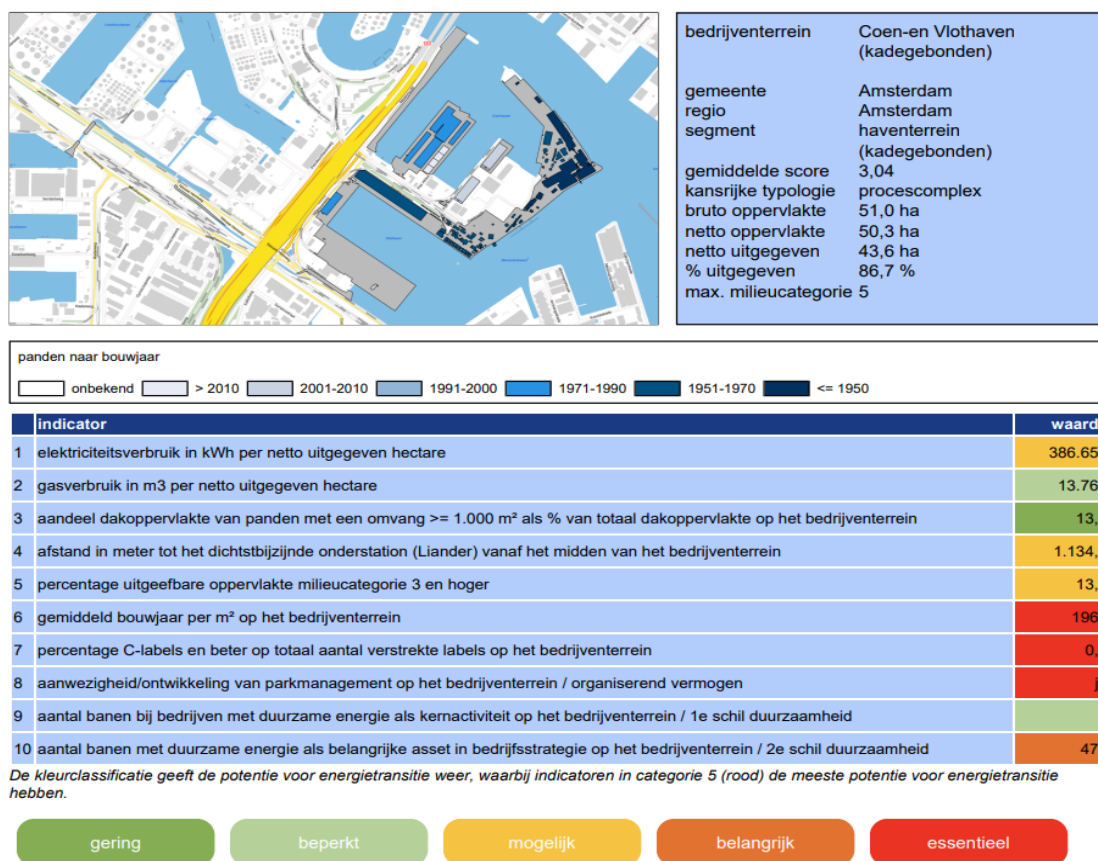 bedrijventerrein Coen-en Vlothaven
(kadegebonden)
gemeente Amsterdam
regio Amsterdam
segment haventerrein
(kadegebonden)
gemiddelde score 3,04
kansrijke typologie procescomplex
bruto oppervlakte 51,0 ha
netto oppervlakte 50,3 ha
netto uitgegeven 43,6 ha
% uitgegeven 86,7 %
max. milieucategorie 5
panden naar bouwjaar
onbekend > 2010 2001-2010 1991-2000 1971-1990 1951-1970 <= 1950
indicator waard
1 elektriciteitsverbruik in kWh per netto uitgegeven hectare 386.65
2 gasverbruik in m3 per netto uitgegeven hectare 13.76
3 aandeel dakoppervlakte van panden met een omvang >= 1.000 m² als % van totaal dakoppervlakte op het bedrijventerrein 13,
4 afstand in meter tot het dichtstbijzijnde onderstation (Liander) vanaf het midden van het bedrijventerrein 1.134,
5 percentage uitgeefbare oppervlakte milieucategorie 3 en hoger 13,
6 gemiddeld bouwjaar per m² op het bedrijventerrein 196
7 percentage C-labels en beter op totaal aantal verstrekte labels op het bedrijventerrein 0,
8 aanwezigheid/ontwikkeling van parkmanagement op het bedrijventerrein / organiserend vermogen j
9 aantal banen bij bedrijven met duurzame energie als kernactiviteit op het bedrijventerrein / 1e schil duurzaamheid
10 aantal banen met duurzame energie als belangrijke asset in bedrijfsstrategie op het bedrijventerrein / 2e schil duurzaamheid 47
De kleurclassificatie geeft de potentie voor energietransitie weer, waarbij indicatoren in categorie 5 (rood) de meeste potentie voor energietransitie
hebben.
gering beperkt mogelijk belangrijk essentieel